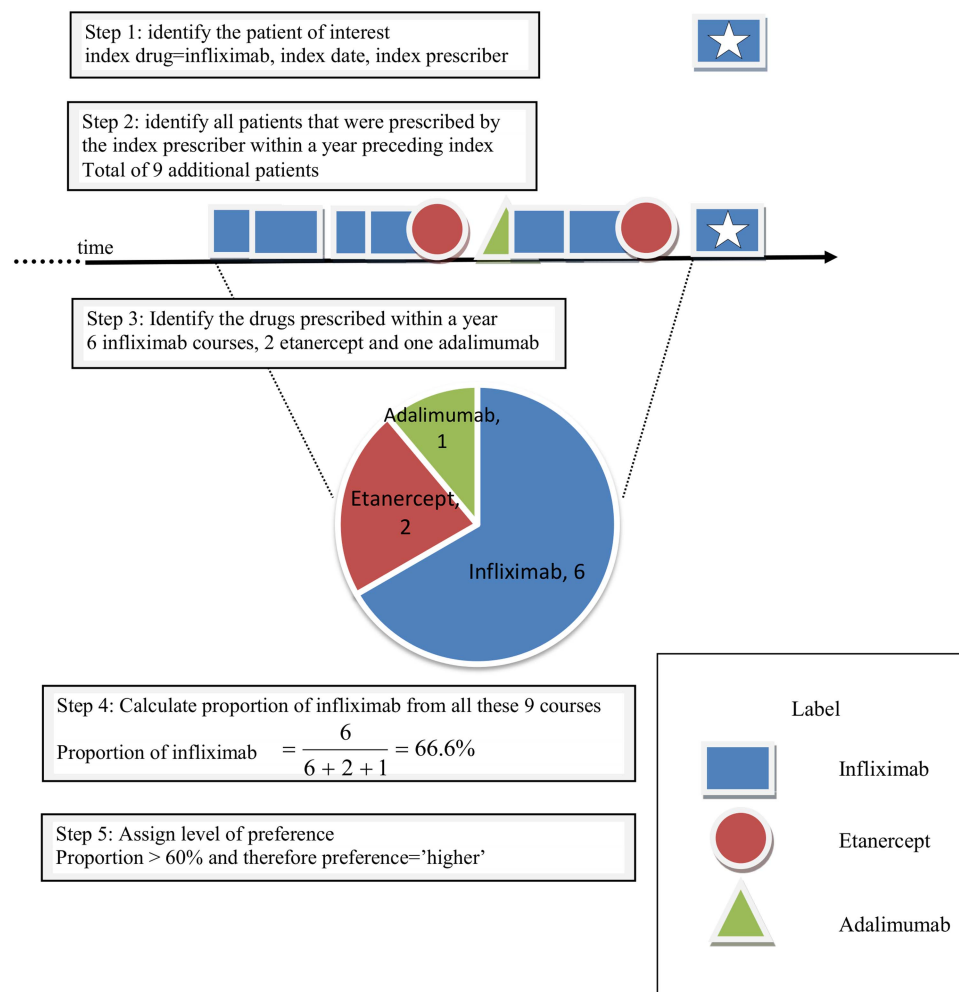 Step 1: identify the patient of interest
index drug=infliximab, index date, index prescriber
Step 2: identify all patients that were prescribed by
the index prescriber within a year preceding index
Total of 9 additional patients
time
Step 3: Identify the drugs prescribed within a year
6 infliximab courses, 2 etanercept and one adalimumab
Adalimumab,
1
Etanercept,
2
Infliximab, 6
Step 4: Calculate proportion of infliximab from all these 9 courses
Proportion of infliximab = 6 / 6 + 2 + 1 = 66.6%
Step 5: Assign level of preference
Proportion > 60% and therefore preference=’higher’
Label
Infliximab
Etanercept
Adalimumab